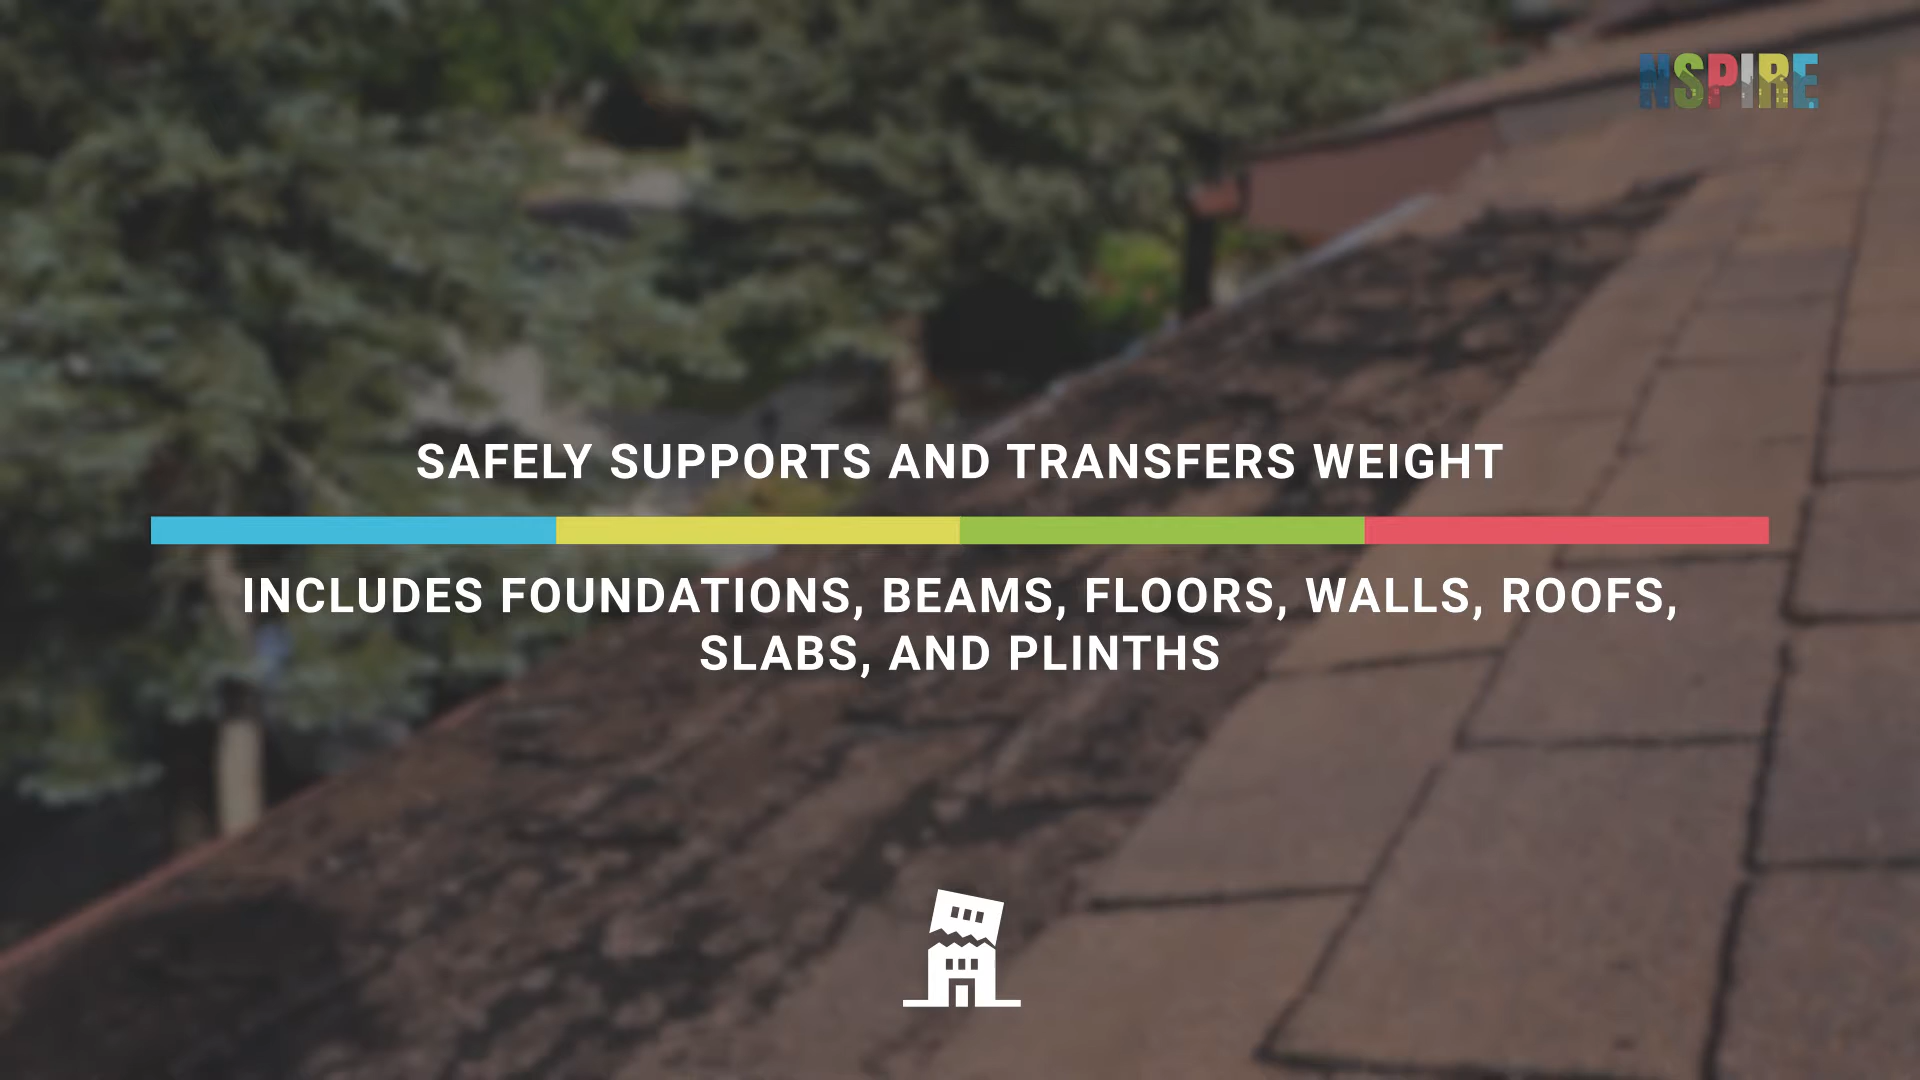 NSPIRE
SAFELY SUPPORTS AND TRANSFERS WEIGHT
INCLUDES FOUNDATIONS, BEAMS, FLOORS, WALLS, ROOFS,
SLABS, AND PLINTHS